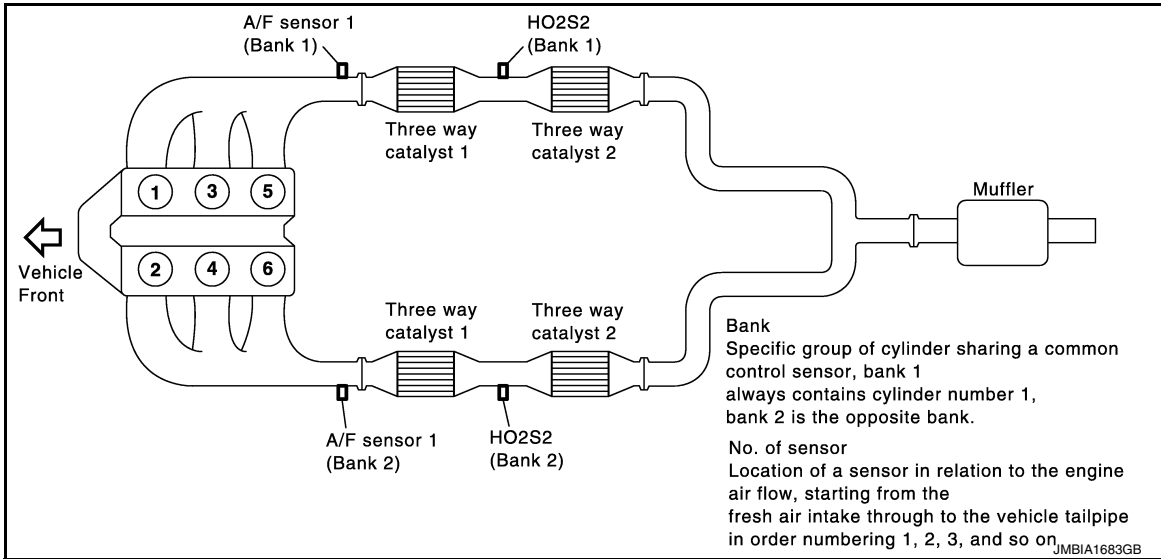 A/F sensor 1
(Bank 1)
HO2S2
(Bank 1)
Three way
catalyst 1
Three way
catalyst 2
Muffler
1
3
5
Vehicle
Front
2
4
6
Three way
catalyst 1
Three way
catalyst 2
A/F sensor 1
(Bank 2)
HO2S2
(Bank 2)
Bank
Specific group of cylinder sharing a common
control sensor, bank 1
always contains cylinder number 1,
bank 2 is the opposite bank.
No. of sensor
Location of a sensor in relation to the engine
air flow, starting from the
fresh air intake through to the vehicle tailpipe
in order numbering 1, 2, 3, and so on
JMBIA1683GB